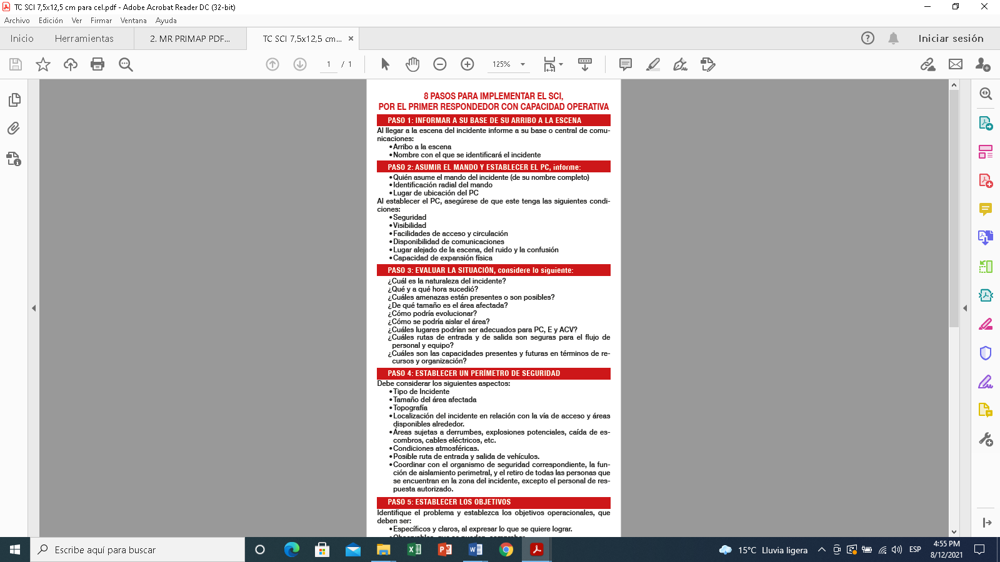 TC SCI 7,5x12,5 cm para cel.pdf - Adobe Acrobat Reader DC (32-bit)
Archivo Edición Ver Firmar Ventana Ayuda
Inicio Herramientas 2. MR PRIMAP PDF... TC SCI 7,5x12,5 cm... Iniciar sesión
1 / 1 125%
8 PASOS PARA IMPLEMENTAR EL SCI,
POR EL PRIMER RESPONDEDOR CON CAPACIDAD OPERATIVA
PASO 1: INFORMAR A SU BASE DE SU ARRIBO A LA ESCENA
Al llegar a la escena del incidente informe a su base o central de comu-
nicaciones:
•Arribo a la escena
•Nombre con el que se identificará el incidente
PASO 2: ASUMIR EL MANDO Y ESTABLECER EL PC, informe:
•Quién asume el mando del incidente (de su nombre completo)
•Identificación radial del mando
•Lugar de ubicación del PC
Al establecer el PC, asegúrese de que este tenga las siguientes condi-
ciones:
•Seguridad
•Visibilidad
•Facilidades de acceso y circulación
•Disponibilidad de comunicaciones
•Lugar alejado de la escena, del ruido y la confusión
•Capacidad de expansión física
PASO 3: EVALUAR LA SITUACIÓN, considere lo siguiente:
¿Cuál es la naturaleza del incidente?
¿Qué y a qué hora sucedió?
¿Cuáles amenazas están presentes o son posibles?
¿De qué tamaño es el área afectada?
¿Cómo podría evolucionar?
¿Cómo se podría aislar el área?
¿Cuáles lugares podrían ser adecuados para PC, E y ACV?
¿Cuáles rutas de entrada y de salida son seguras para el flujo de
personal y equipo?
¿Cuáles son las capacidades presentes y futuras en términos de re-
cursos y organización?
PASO 4: ESTABLECER UN PERÍMETRO DE SEGURIDAD
Debe considerar los siguientes aspectos:
•Tipo de Incidente
•Tamaño del área afectada
•Topografía
•Localización del incidente en relación con la vía de acceso y áreas
disponibles alrededor.
•Áreas sujetas a derrumbes, explosiones potenciales, caída de es-
combros, cables eléctricos, etc.
•Condiciones atmosféricas.
•Posible ruta de entrada y salida de vehículos.
•Coordinar con el organismo de seguridad correspondiente, la fun-
ción de aislamiento perimetral, y el retiro de todas las personas que
se encuentran en la zona del incidente, excepto el personal de res-
puesta autorizado.
PASO 5: ESTABLECER LOS OBJETIVOS
Identifique el problema y establezca los objetivos operacionales, que
deben ser:
•Específicos y claros, al expresar lo que se quiere lograr.
Escribe aquí para buscar
15°C Lluvia ligera ESP 4:55 PM
8/12/2021